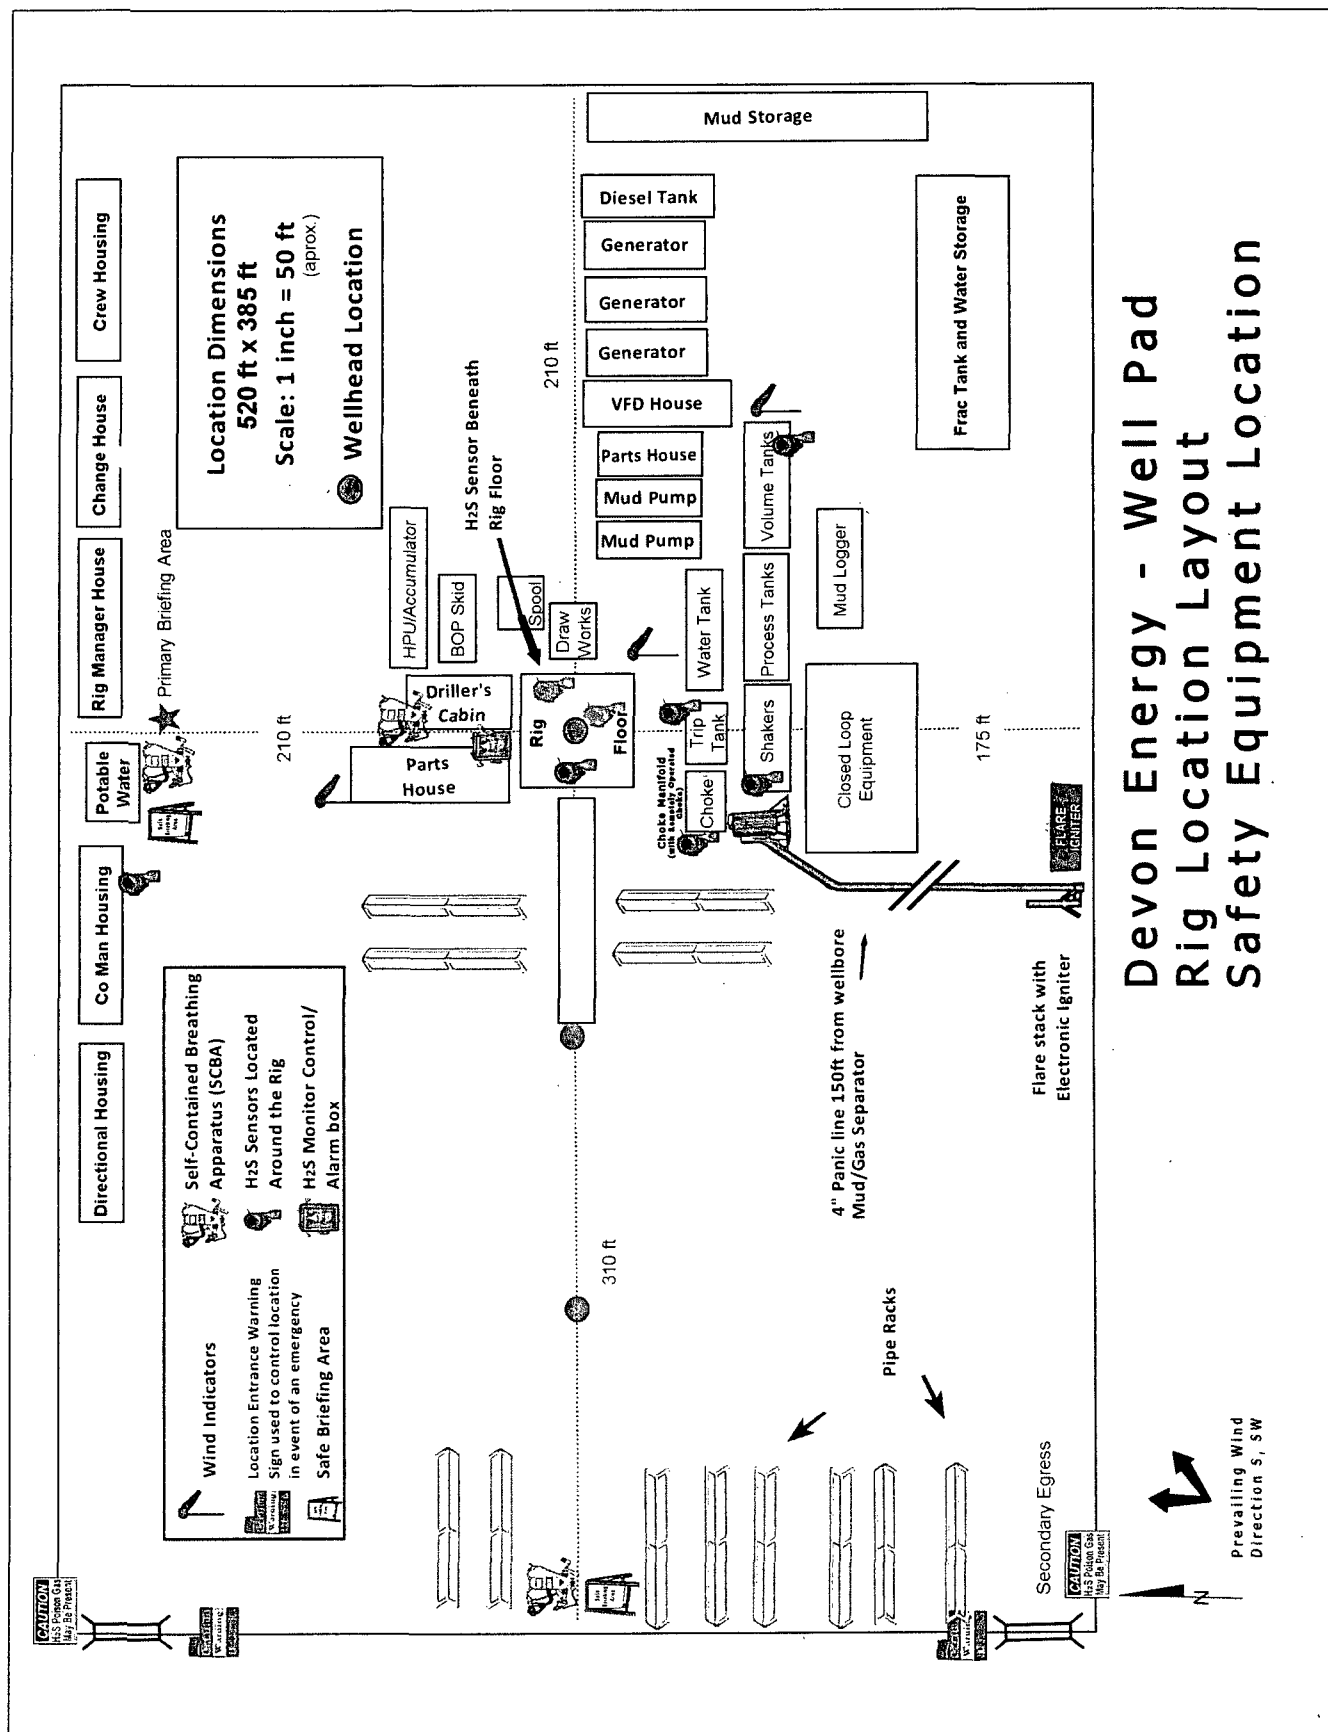 Directional Housing
Co Man Housing
Potable
Water
Rig Manager House
Change House
Crew Housing
Primary Briefing Area
Location Dimensions
520 ft x 385 ft
Scale: 1 inch = 50 ft
(aprox.)
Wellhead Location
Wind Indicators
Location Entrance Warning
Sign used to control location
in event of an emergency
Safe Briefing Area
Self-Contained Breathing
Apparatus (SCBA)
H2S Sensors Located
Around the Rig
H2S Monitor Control/
Alarm box
CAUTION
H2S Poison Gas
May Be Present
210 ft
HPU/Accumulator
BOP Skid
Spool
Draw
Works
H2S Sensor Beneath
Rig Floor
Driller's
Cabin
Parts
House
Rig
Floor
210 ft
310 ft
Mud Storage
Diesel Tank
Generator
Generator
Generator
VFD House
Parts House
Mud Pump
Mud Pump
Water Tank
Trip
Tank
Choke
Choke Manifold
(with Remotely Operated
Choke)
Volume Tanks
Process Tanks
Shakers
Mud Logger
Closed Loop
Equipment
Frac Tank and Water Storage
175 ft
FLARE
IGNITER
4" Panic line 150ft from wellbore
Mud/Gas Separator
Flare stack with
Electronic Igniter
Pipe Racks
Secondary Egress
CAUTION
H2S Poison Gas
May Be Present
N
Prevailing Wind
Direction S, SW
Devon Energy - Well Pad
Rig Location Layout
Safety Equipment Location